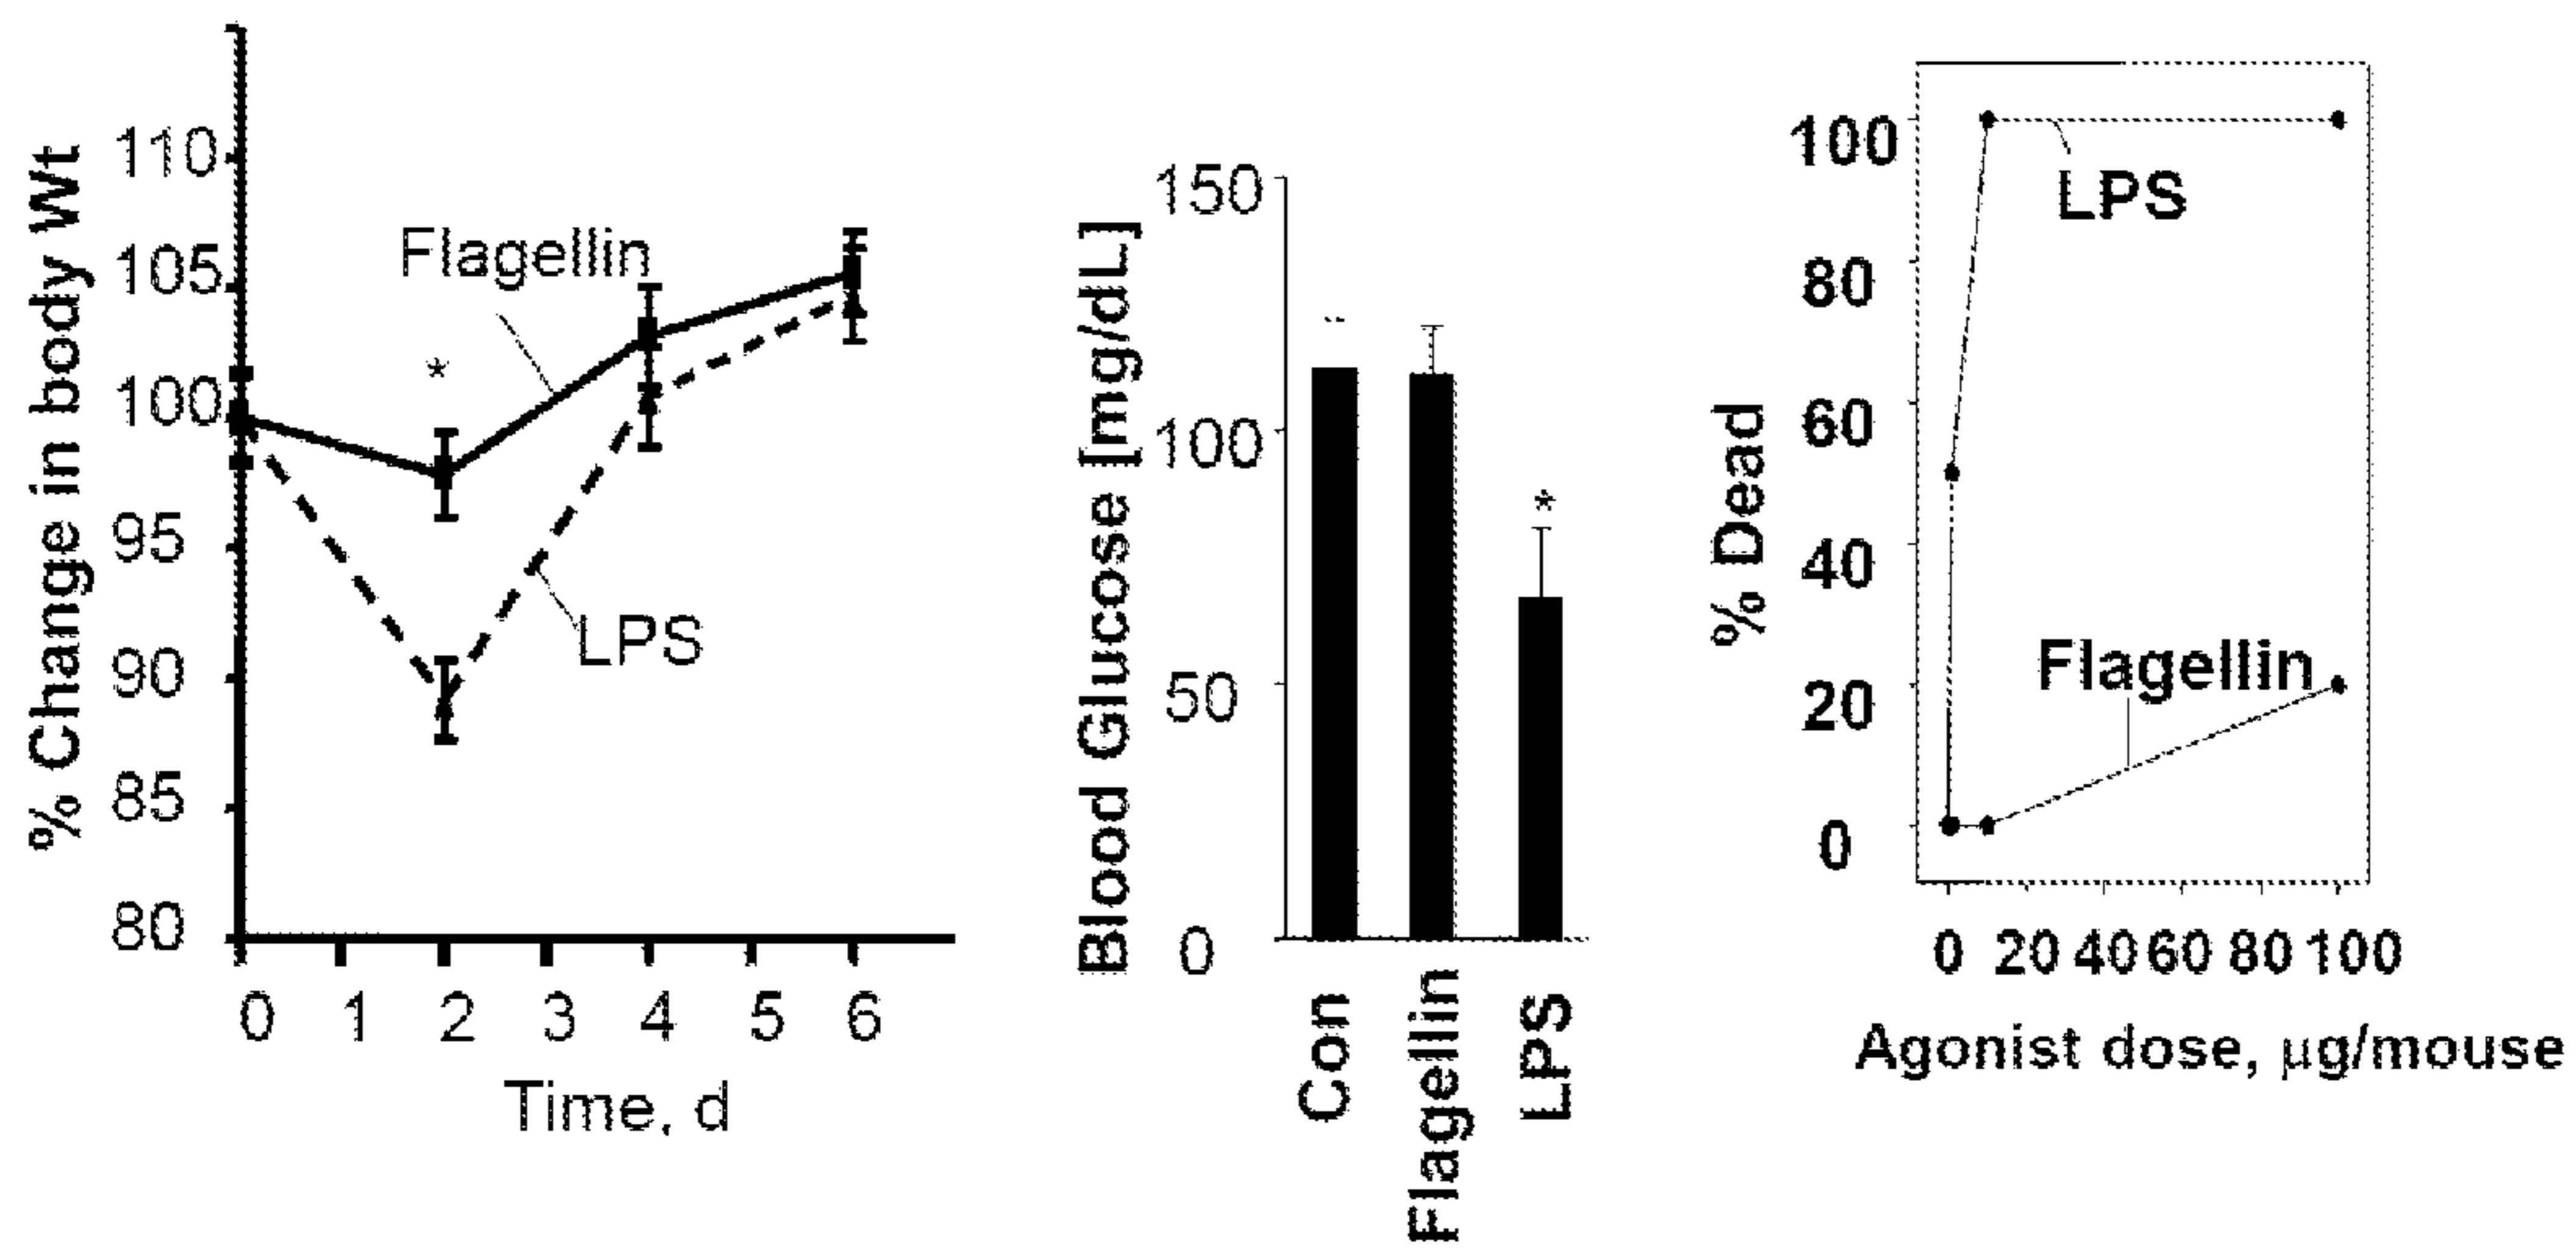 % Change in body Wt
110
105
100
95
90
85
80
Flagellin
*
LPS
0 1 2 3 4 5 6
Time, d
Blood Glucose [mg/dL]
150
100
50
0
*
Con
Flagellin
LPS
% Dead
100
80
60
40
20
0
LPS
Flagellin
0 20 40 60 80 100
Agonist dose, μg/mouse